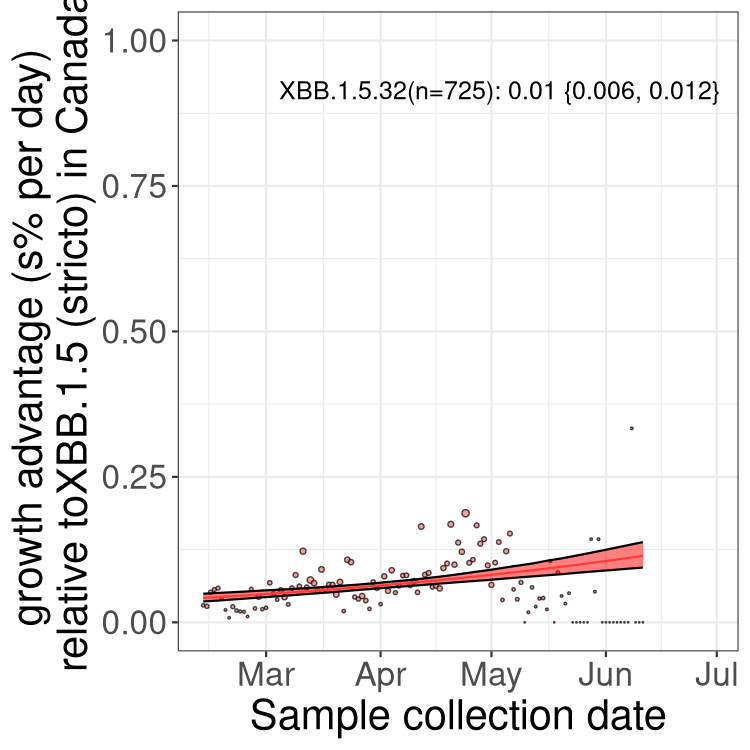 growth advantage (s% per day)
relative toXBB.1.5 (stricto) in Canada
1.00
0.75
0.50
0.25
0.00
XBB.1.5.32(n=725): 0.01 {0.006, 0.012}
Mar Apr May Jun Jul
Sample collection date